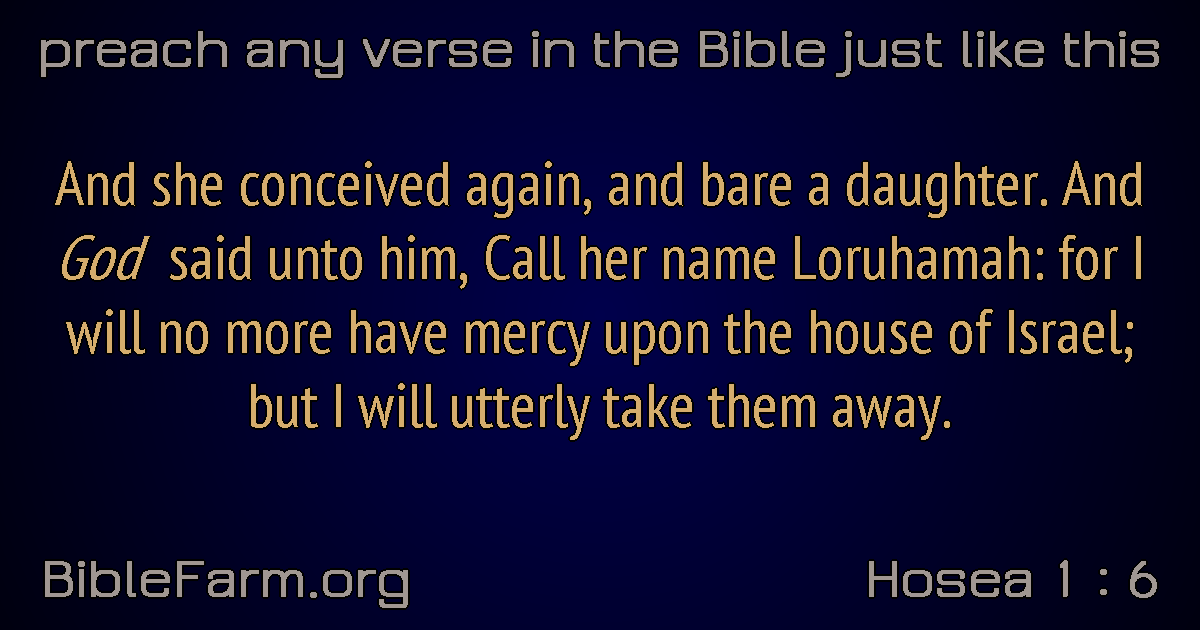 preach any verse in the Bible just like this
And she conceived again, and bare a daughter. And
God said unto him, Call her name Loruhamah: for I
will no more have mercy upon the house of Israel;
but I will utterly take them away.
BibleFarm.org
Hosea 1 : 6